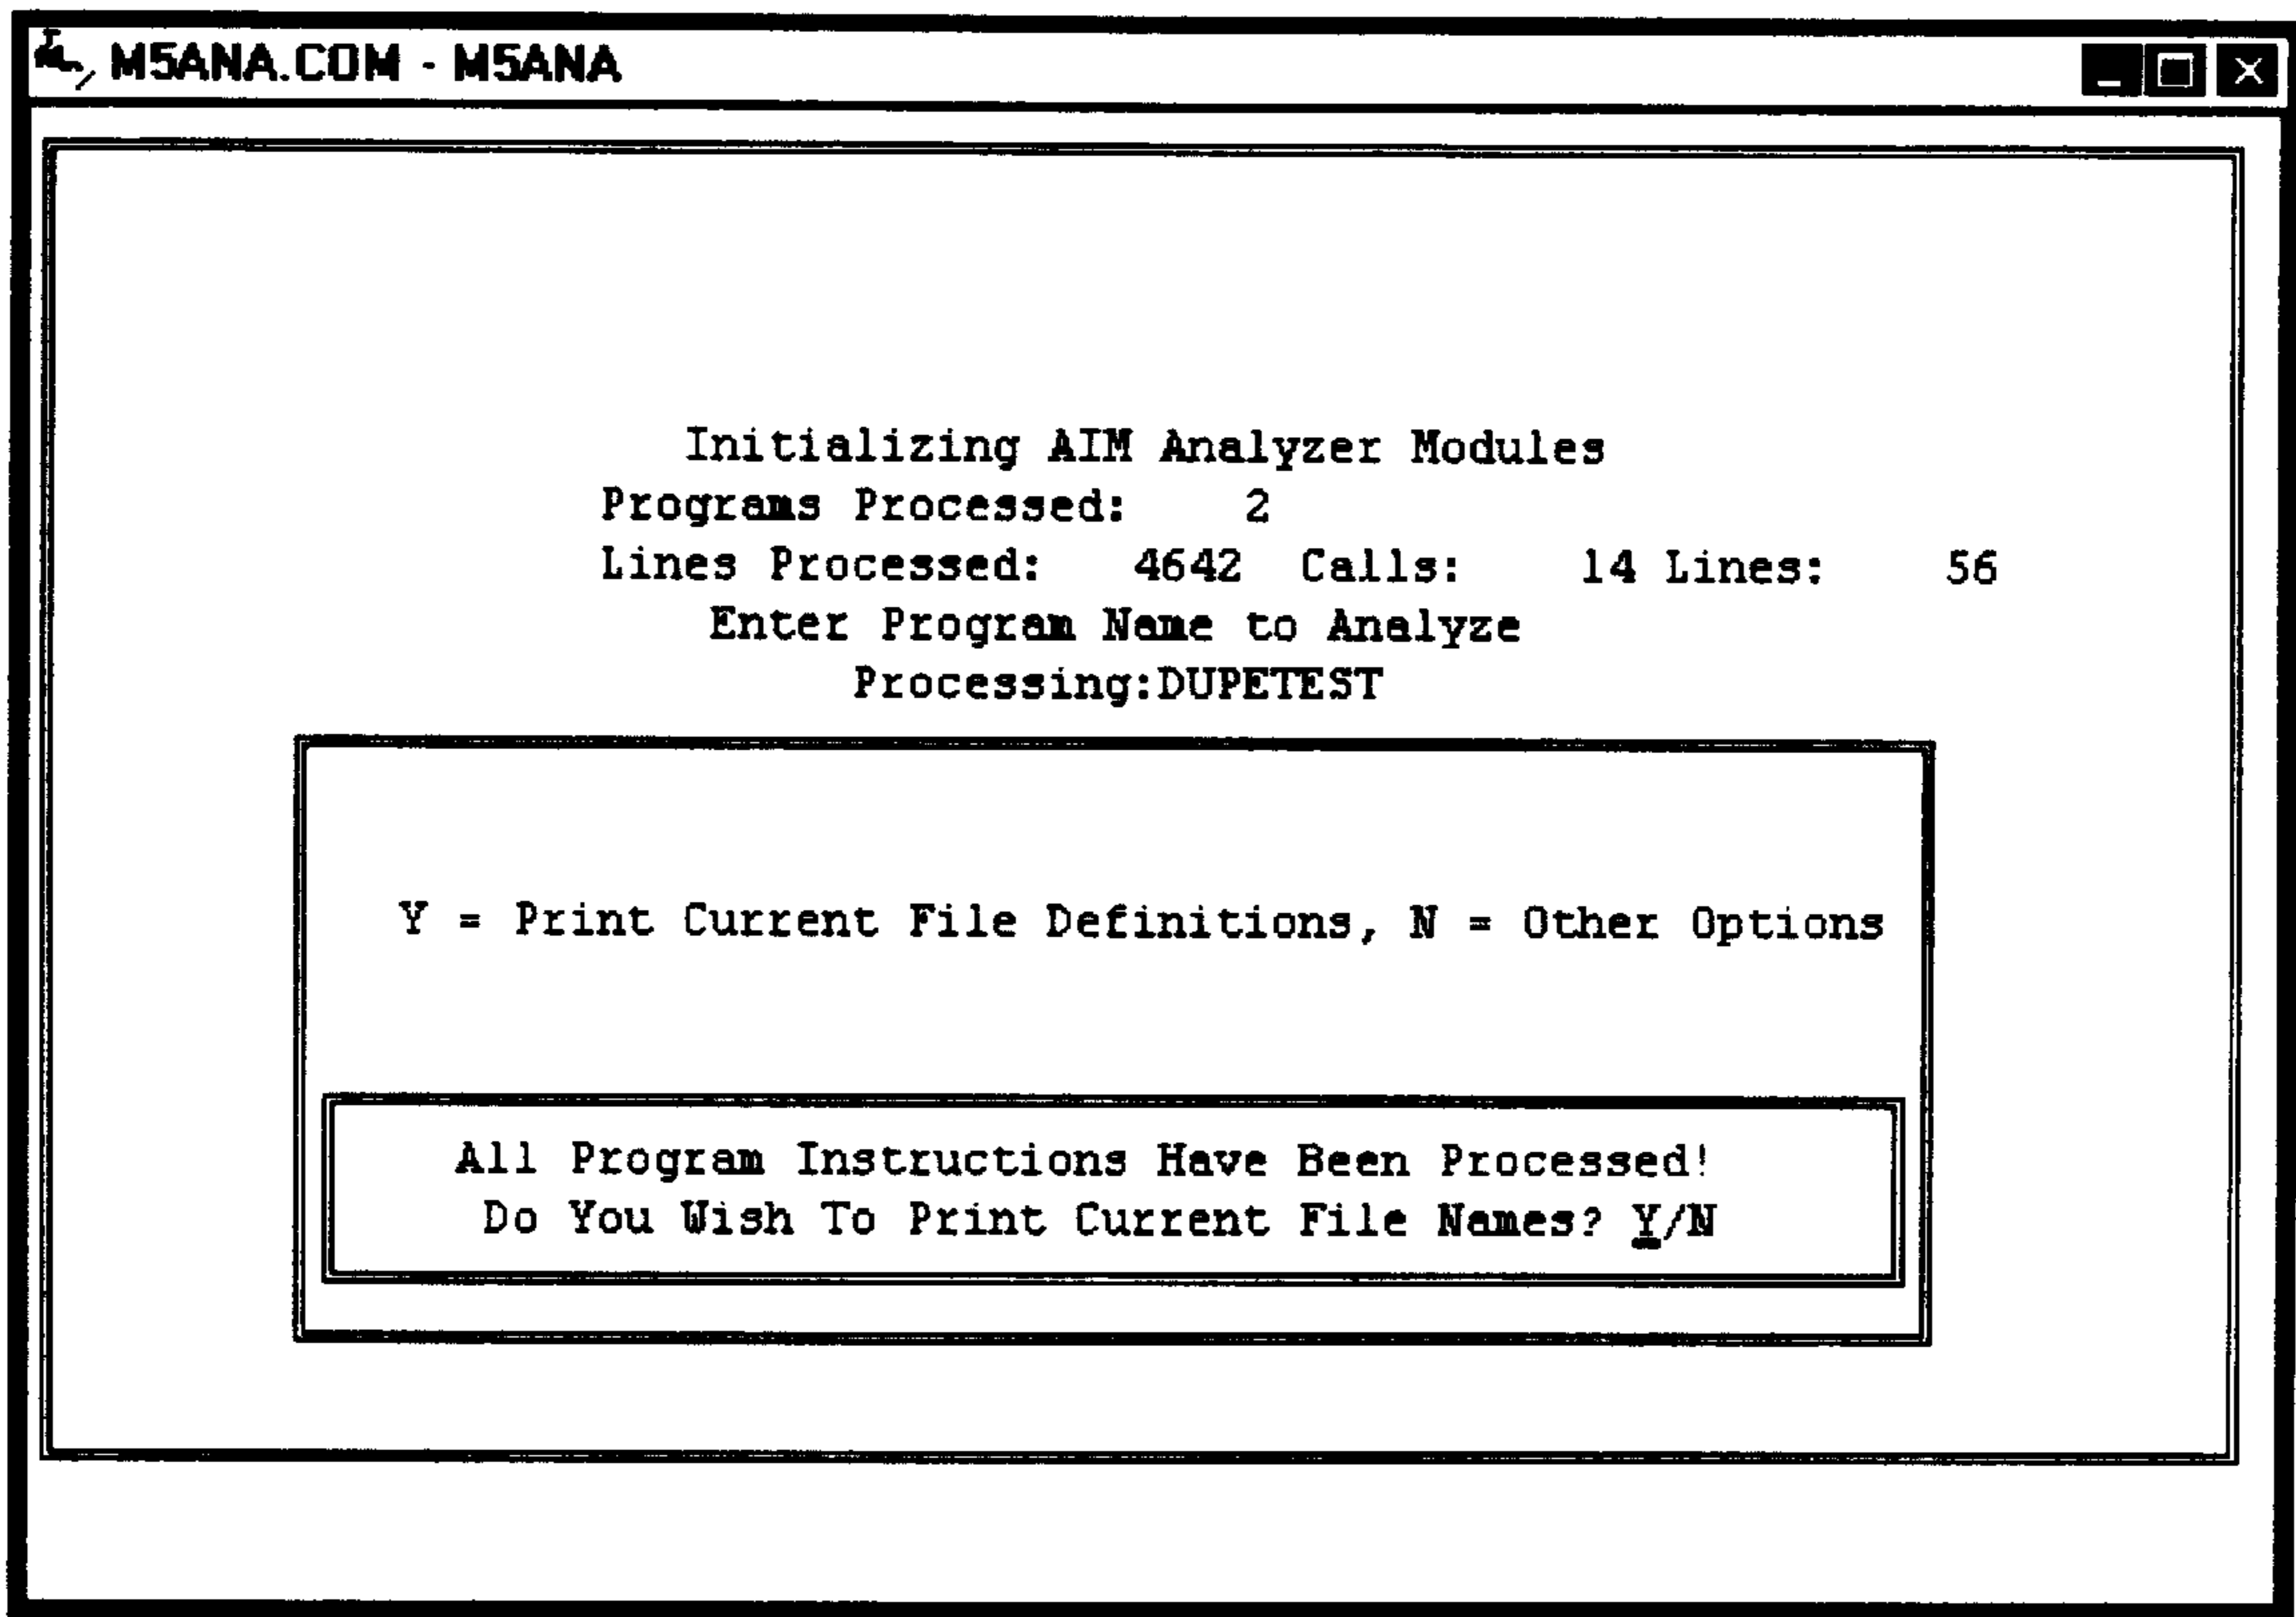 M5ANA.COM - M5ANA
Initializing AIM Analyzer Modules
Programs Processed: 2
Lines Processed: 4642 Calls: 14 Lines: 56
Enter Program Name to Analyze
Processing:DUPETEST
Y = Print Current File Definitions, N = Other Options
All Program Instructions Have Been Processed!
Do You Wish To Print Current File Names? Y/N